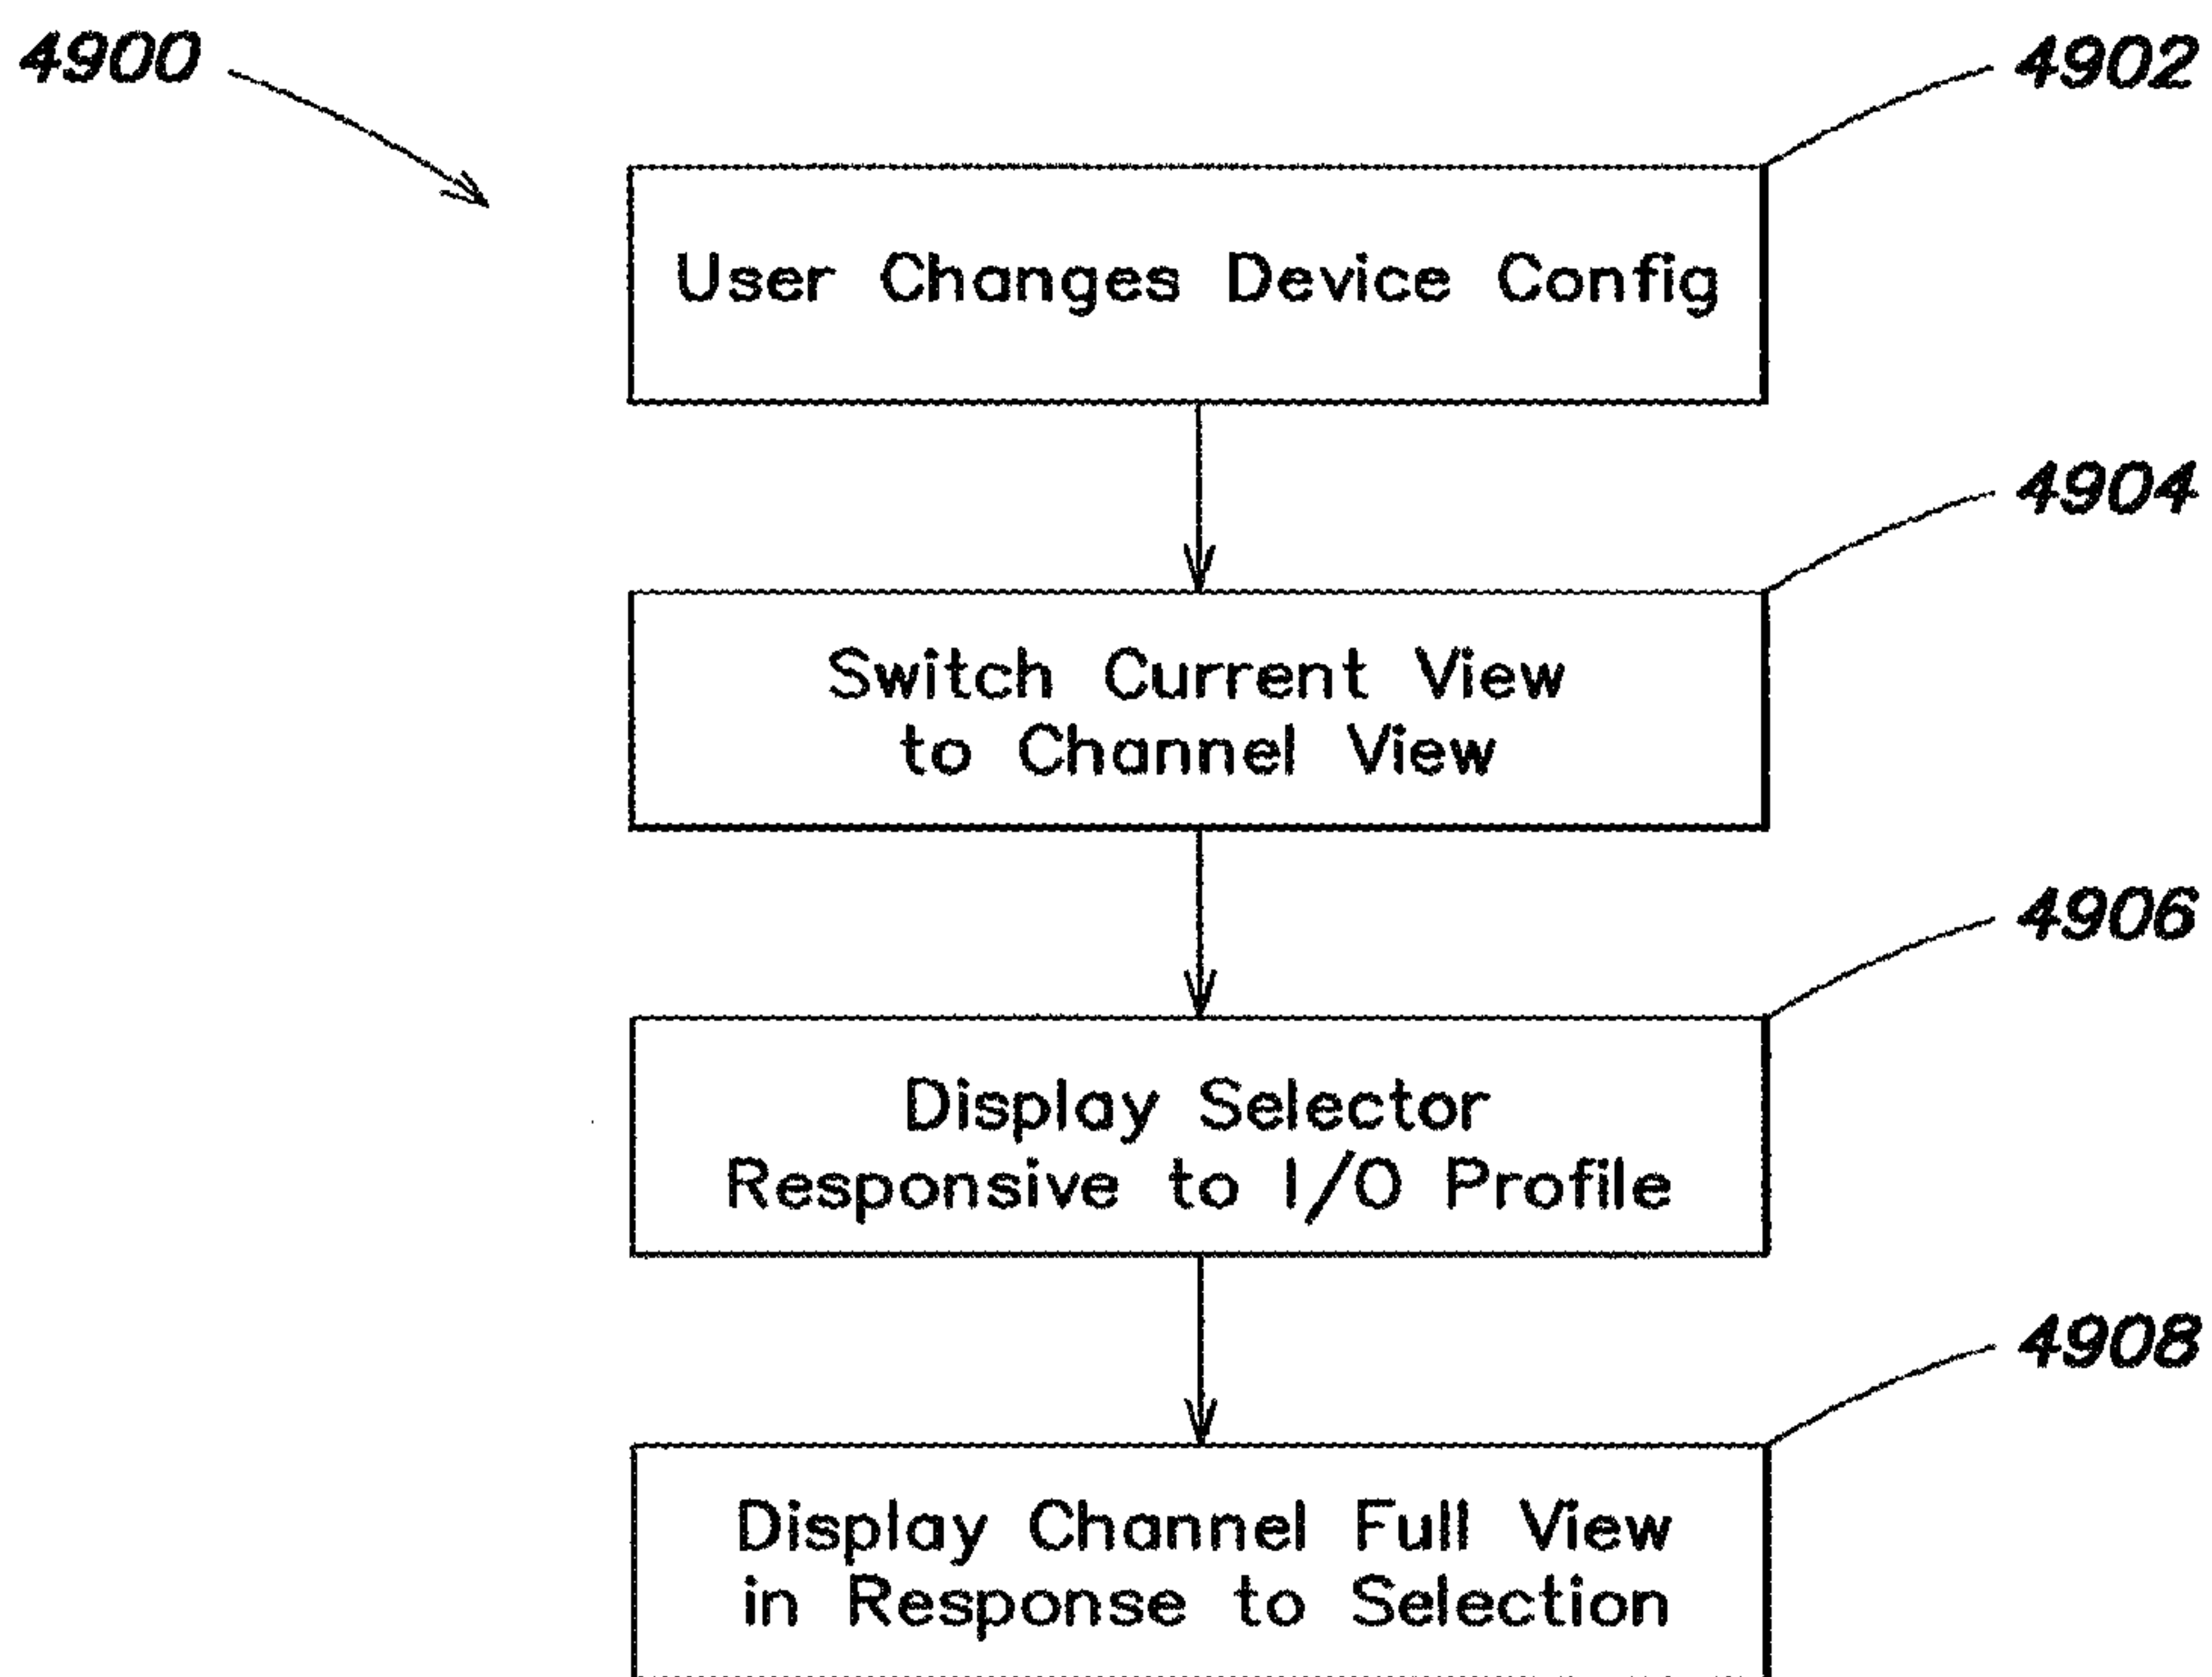 4900
4902
User Changes Device Config
4904
Switch Current View
to Channel View
4906
Display Selector
Responsive to I/O Profile
4908
Display Channel Full View
in Response to Selection